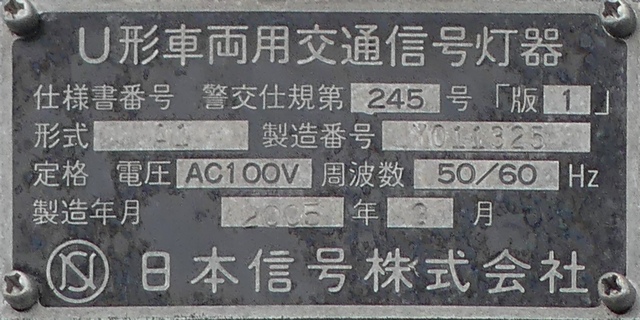 U形車両用交通信号灯器
仕様書番号 警交仕規第 245 号 「版 1 」
形式 製造番号
定格 電圧 AC100V 周波数 50/60 Hz
製造年月 2005 年 月
日本信号株式会社